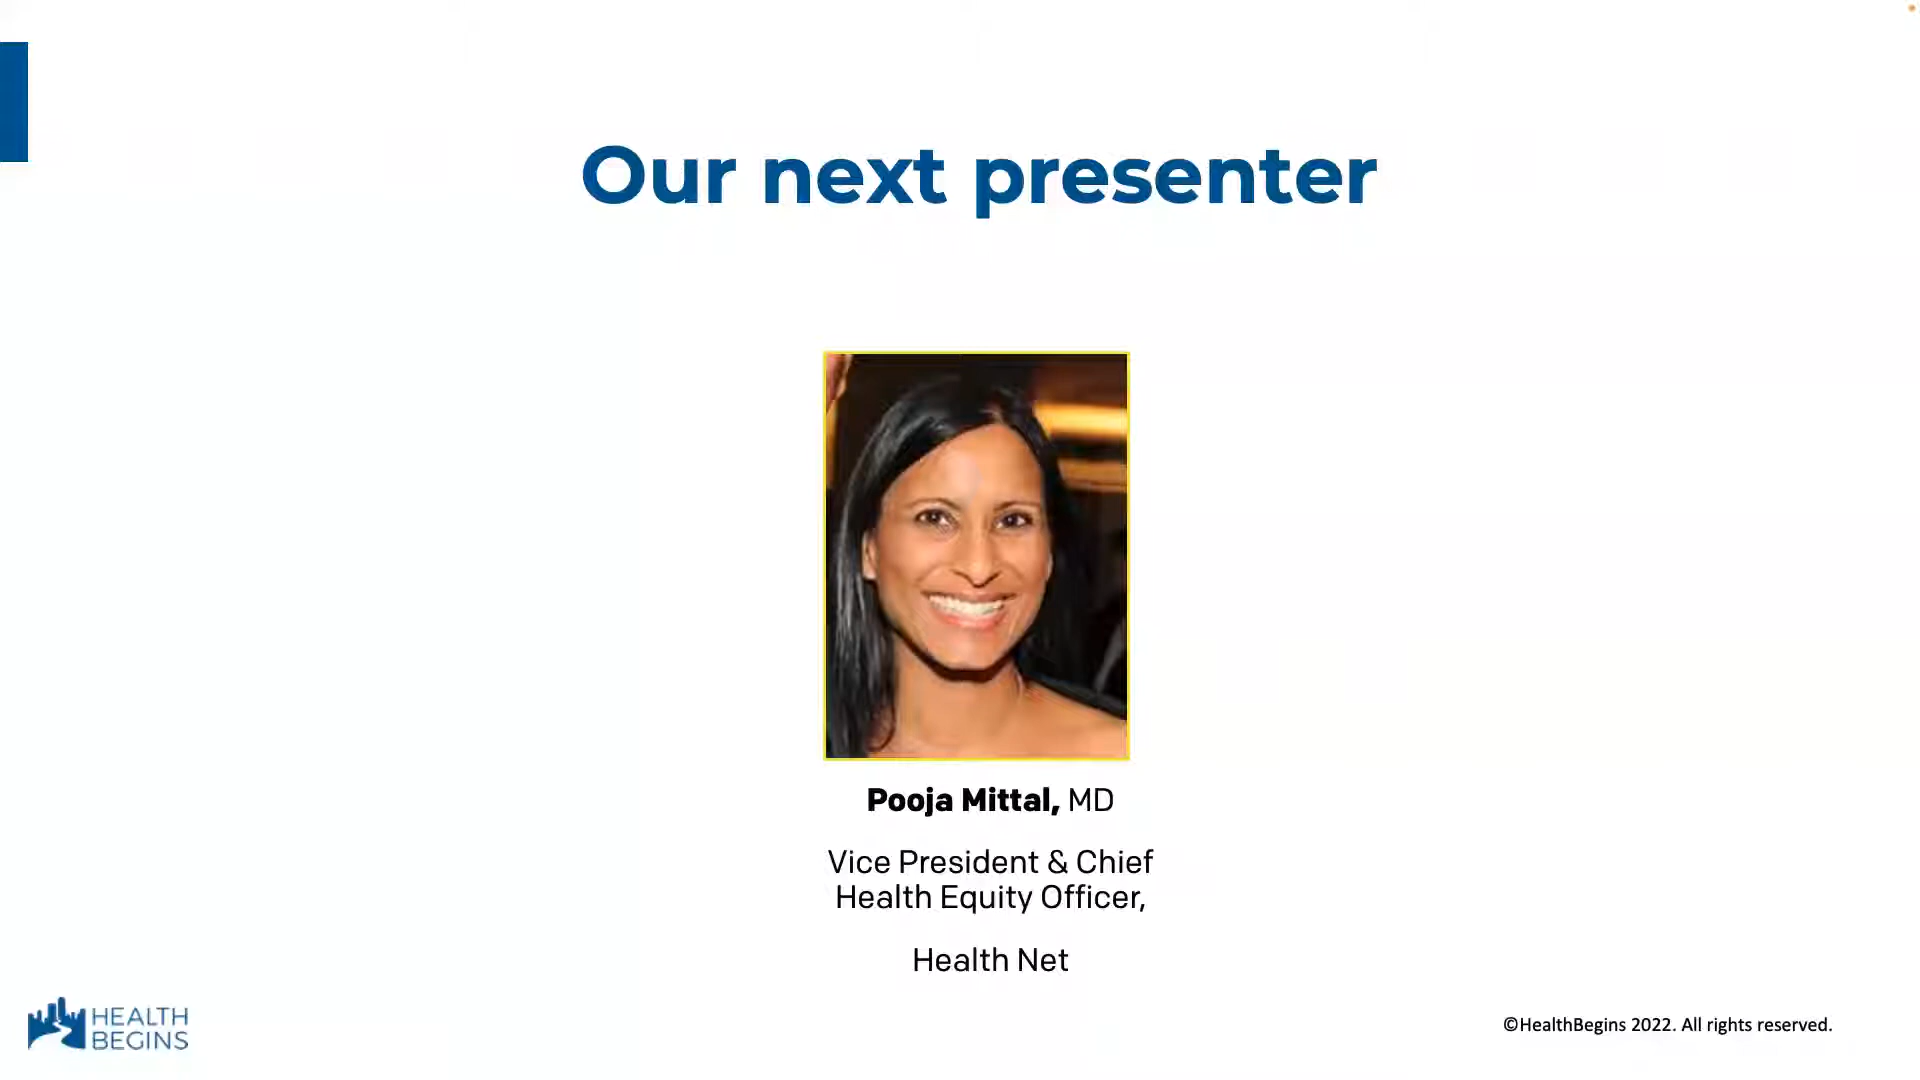 Our next presenter
Pooja Mittal, MD
Vice President & Chief
Health Equity Officer,
Health Net
HEALTH
BEGINS
©HealthBegins 2022. All rights reserved.